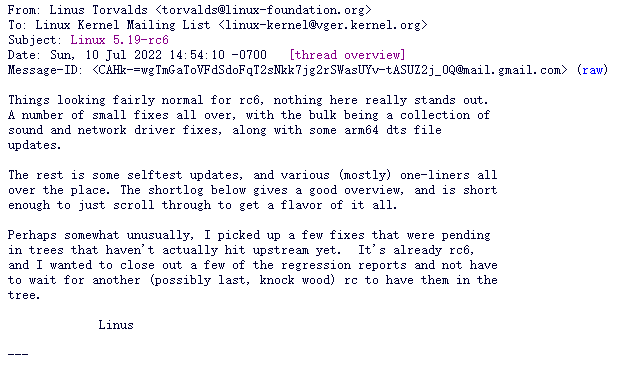 From: Linus Torvalds <torvalds@linux-foundation.org>
To: Linux Kernel Mailing List <linux-kernel@vger.kernel.org>
Subject: Linux 5.19-rc6
Date: Sun, 10 Jul 2022 14:54:10 -0700   [thread overview]
Message-ID: <CAHk-=wgTmGaToVFdSdoFqT2sNkk7jg2rSWasUYv-tASUZ2j_0Q@mail.gmail.com> (raw)

Things looking fairly normal for rc6, nothing here really stands out.
A number of small fixes all over, with the bulk being a collection of
sound and network driver fixes, along with some arm64 dts file
updates.

The rest is some selftest updates, and various (mostly) one-liners all
over the place. The shortlog below gives a good overview, and is short
enough to just scroll through to get a flavor of it all.

Perhaps somewhat unusually, I picked up a few fixes that were pending
in trees that haven't actually hit upstream yet.  It's already rc6,
and I wanted to close out a few of the regression reports and not have
to wait for another (possibly last, knock wood) rc to have them in the
tree.

            Linus

---